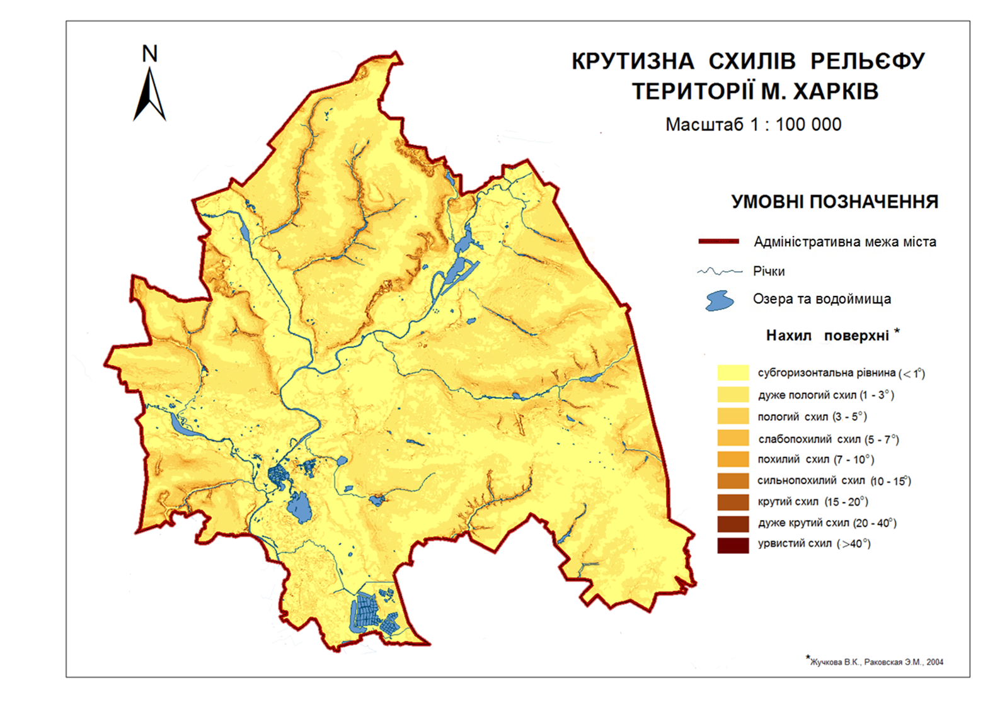 N
КРУТИЗНА СХИЛІВ РЕЛЬЄФУ
ТЕРИТОРІЇ М. ХАРКІВ
Масштаб 1 : 100 000
УМОВНІ ПОЗНАЧЕННЯ
Адміністративна межа міста
Річки
Озера та водоймища
Нахил поверхні *
субгоризонтальна рівнина (< 1°)
дуже пологий схил (1 - 3°)
пологий схил (3 - 5°)
слабопохилий схил (5 - 7°)
похилий схил (7 - 10°)
сильнопохилий схил (10 - 15°)
крутий схил (15 - 20°)
дуже крутий схил (20 - 40°)
урвистий схил ( >40°)
*Жучкова В.К., Раковская Э.М., 2004